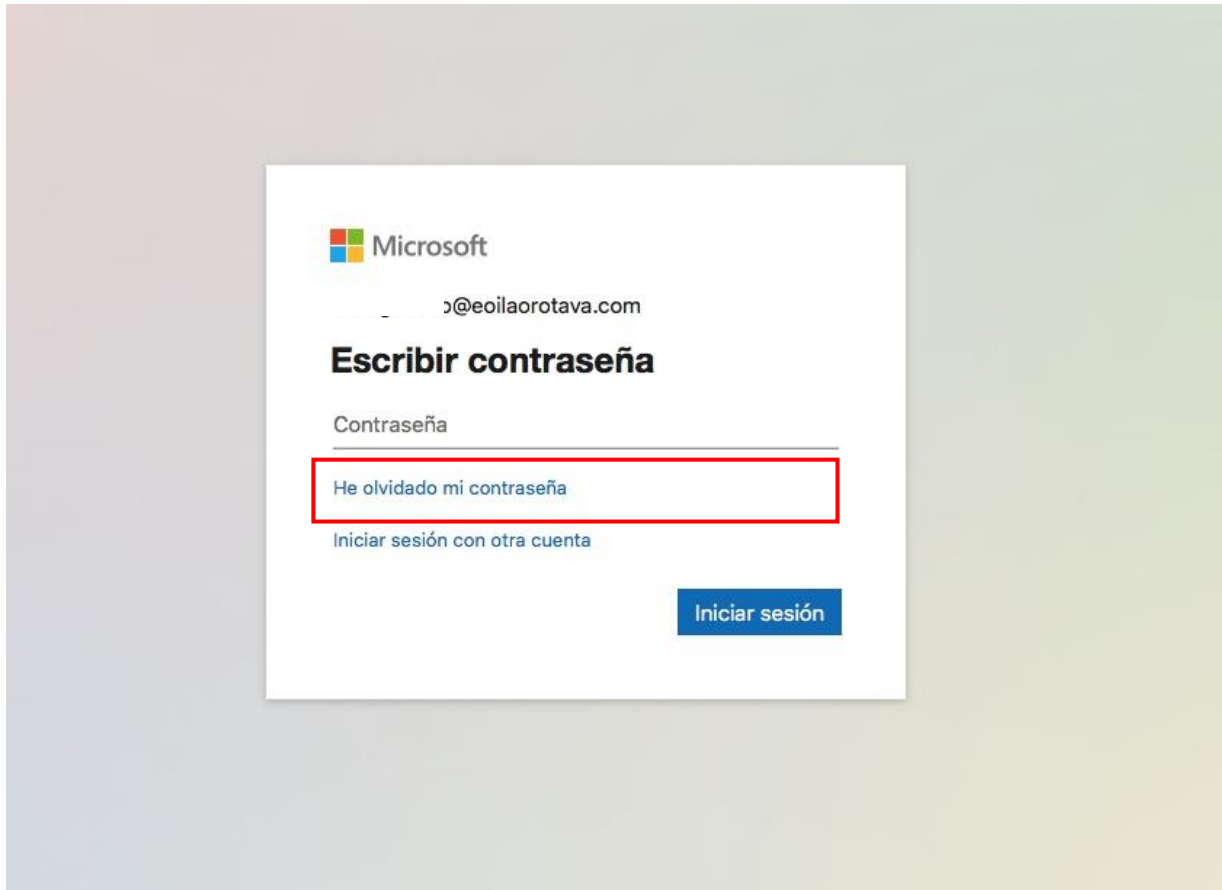 Microsoft
@eoilaorotava.com
Escribir contraseña
Contraseña
He olvidado mi contraseña
Iniciar sesión con otra cuenta
Iniciar sesión